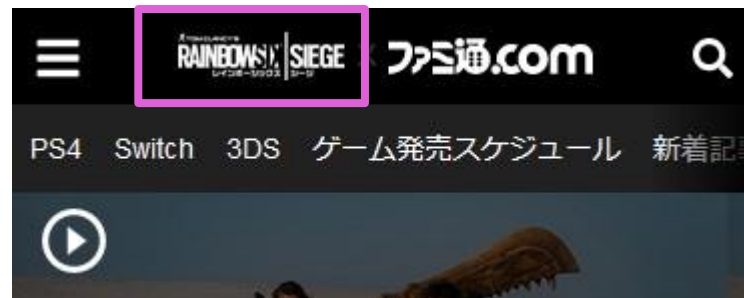 TOM CLANCY'S
RAINBOWSIX | SIEGE × ファミ通.com
レインボーシックス シージ
PS4 Switch 3DS ゲーム発売スケジュール 新着記